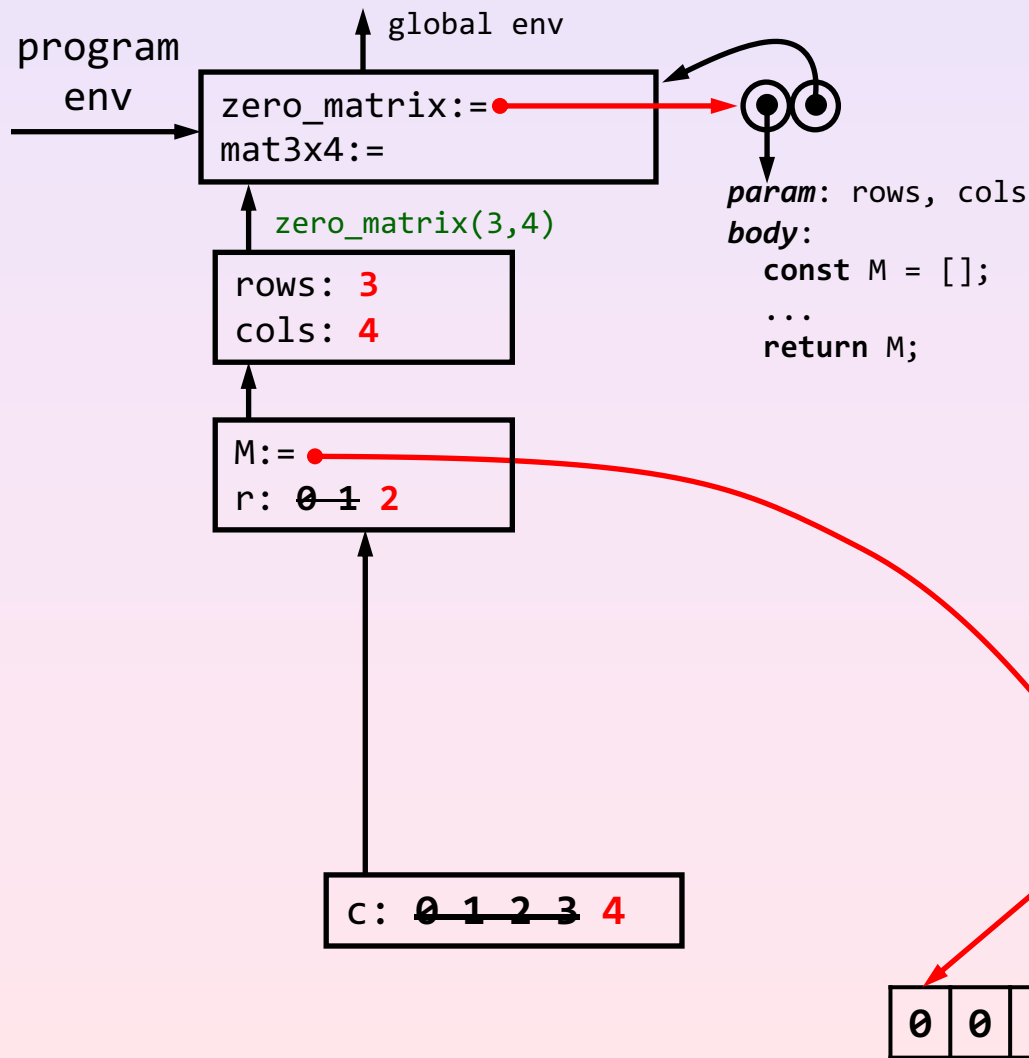 global env
program
env
zero_matrix:=
mat3x4:=
param: rows, cols
body:
const M = [];
...
return M;
zero_matrix(3,4)
rows: 3
cols: 4
M:=
r: 0 1 2
c: 0 1 2 3 4
0 0